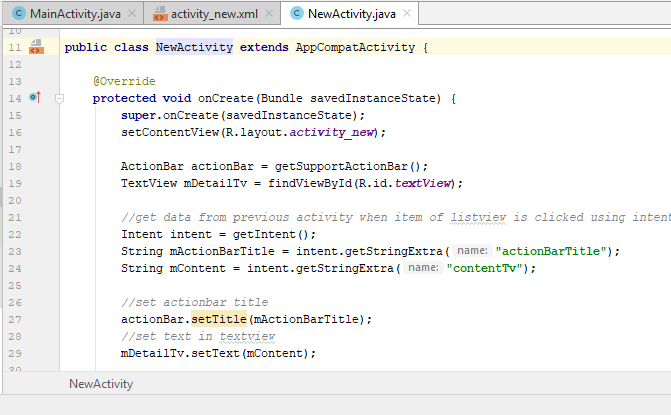 MainActivity.java activity_new.xml NewActivity.java
10
11 public class NewActivity extends AppCompatActivity {
12
13 @Override
14 protected void onCreate(Bundle savedInstanceState) {
15 super.onCreate(savedInstanceState);
16 setContentView(R.layout.activity_new);
17
18 ActionBar actionBar = getSupportActionBar();
19 TextView mDetailTv = findViewById(R.id.textView);
20
21 //get data from previous activity when item of listview is clicked using intent
22 Intent intent = getIntent();
23 String mActionBarTitle = intent.getStringExtra( name: "actionBarTitle");
24 String mContent = intent.getStringExtra( name: "contentTv");
25
26 //set actionbar title
27 actionBar.setTitle(mActionBarTitle);
28 //set text in textview
29 mDetailTv.setText(mContent);
30
NewActivity